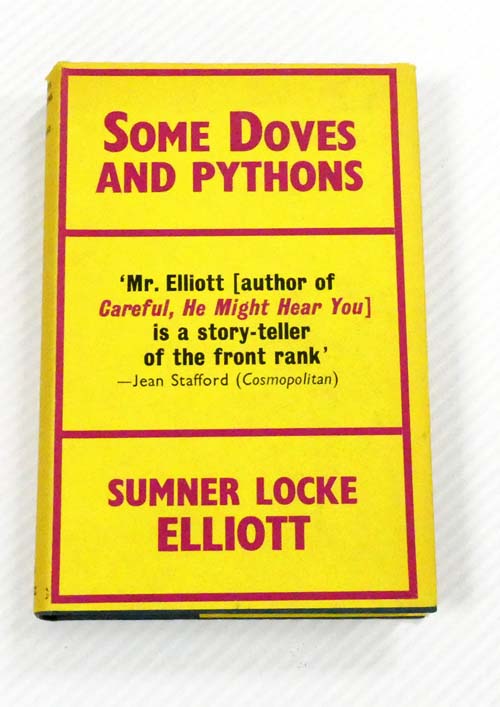 SOME DOVES
AND PYTHONS
‘Mr. Elliott [author of
Careful, He Might Hear You]
is a story-teller
of the front rank’
—Jean Stafford (Cosmopolitan)
SUMNER LOCKE
ELLIOTT